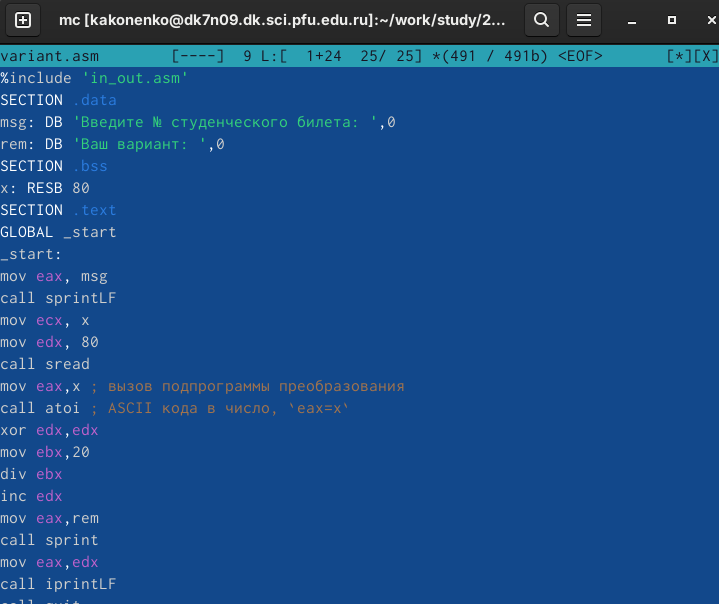 mc [kakonenko@dk7n09.dk.sci.pfu.edu.ru]:~/work/study/2...
variant.asm [----] 9 L:[ 1+24 25/ 25] *(491 / 491b) <EOF> [*][X]
%include 'in_out.asm'
SECTION .data
msg: DB 'Введите № студенческого билета: ',0
rem: DB 'Ваш вариант: ',0
SECTION .bss
x: RESB 80
SECTION .text
GLOBAL _start
_start:
mov eax, msg
call sprintLF
mov ecx, x
mov edx, 80
call sread
mov eax,x ; вызов подпрограммы преобразования
call atoi ; ASCII кода в число, `eax=x`
xor edx,edx
mov ebx,20
div ebx
inc edx
mov eax,rem
call sprint
mov eax,edx
call iprintLF
call quit